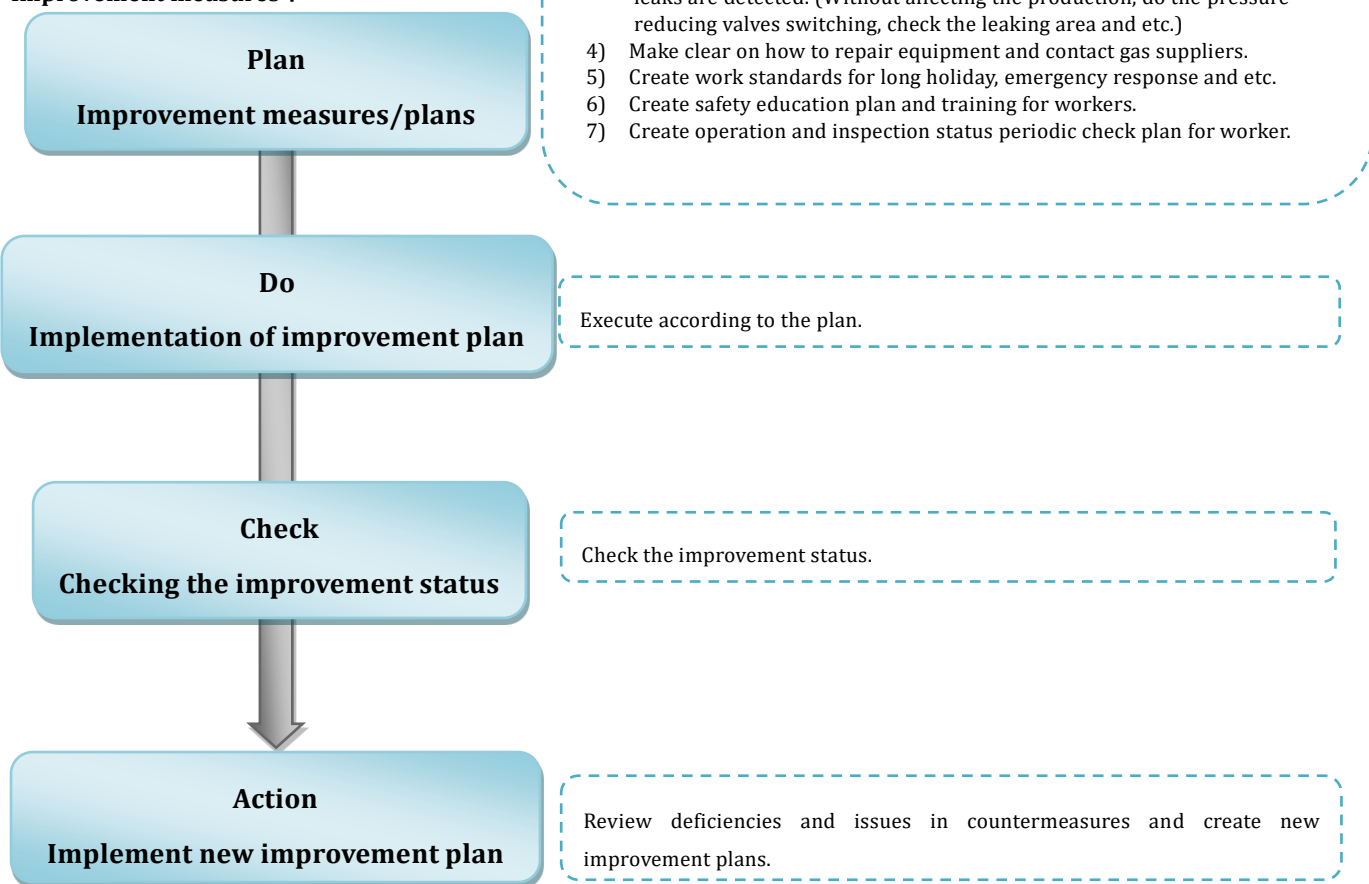 Improvement measures :
Plan
Improvement measures/plans
leaks are detected. (Without affecting the production, do the pressure
reducing valves switching, check the leaking area and etc.)
4) Make clear on how to repair equipment and contact gas suppliers.
5) Create work standards for long holiday, emergency response and etc.
6) Create safety education plan and training for workers.
7) Create operation and inspection status periodic check plan for worker.
Do
Implementation of improvement plan
Execute according to the plan.
Check
Checking the improvement status
Check the improvement status.
Action
Implement new improvement plan
Review deficiencies and issues in countermeasures and create new
improvement plans.